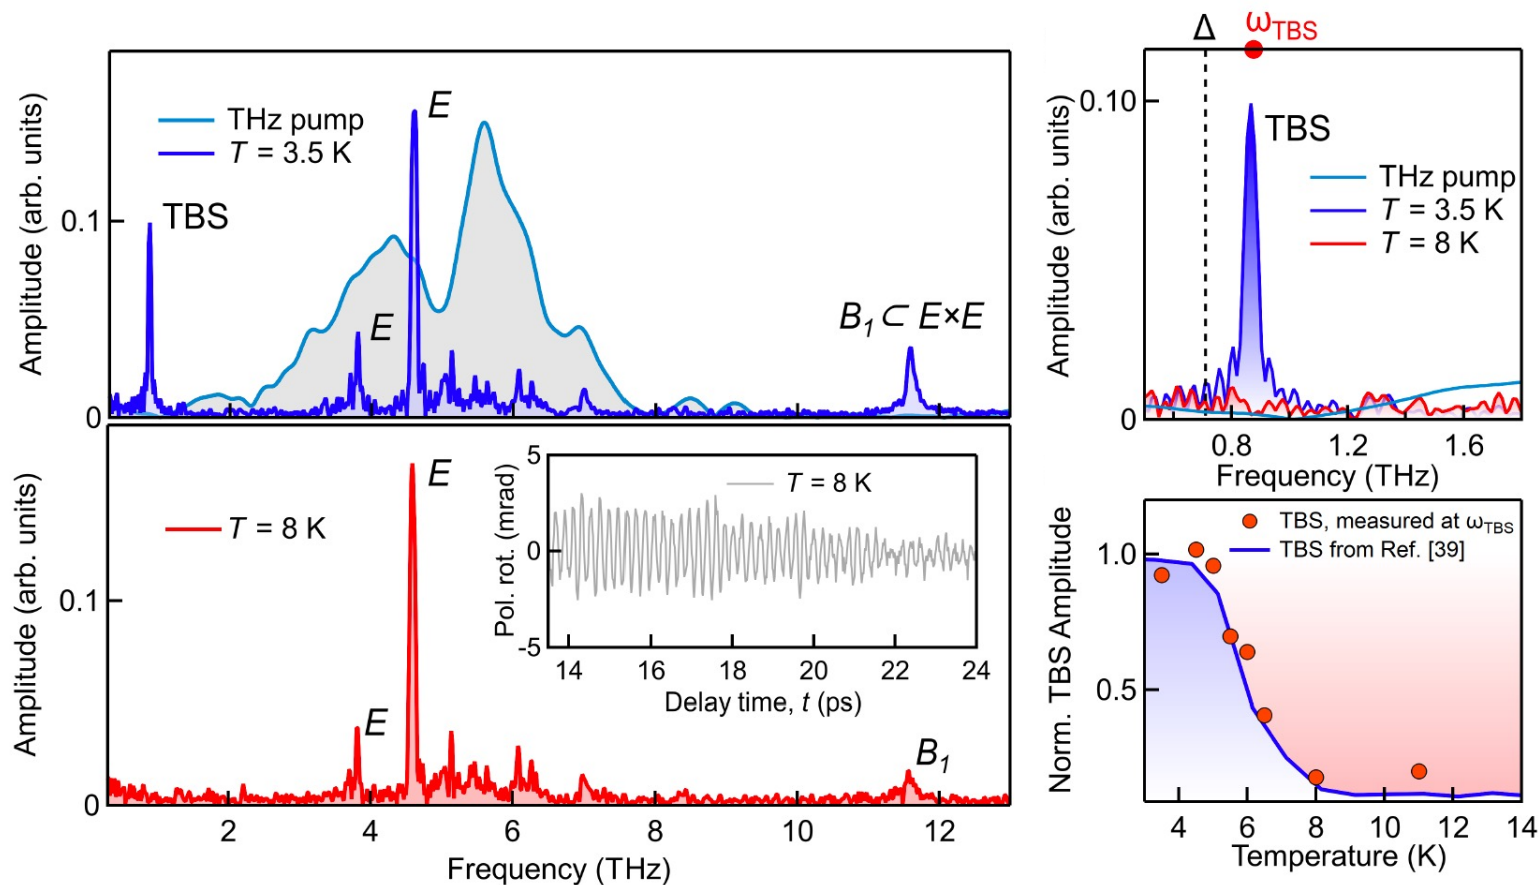 Amplitude (arb. units)
0.1
0
THz pump
T = 3.5 K
TBS
E
E
B₁ ⊂ E×E
Amplitude (arb. units)
0.1
0
T = 8 K
E
E
B₁
2 4 6 8 10 12
Frequency (THz)
Pol. rot. (mrad)
5
0
-5
T = 8 K
14 16 18 20 22 24
Delay time, t (ps)
Δ
ω_TBS
Amplitude (arb. units)
0.10
0
TBS
THz pump
T = 3.5 K
T = 8 K
0.8 1.2 1.6
Frequency (THz)
Norm. TBS Amplitude
1.0
0.5
TBS, measured at ω_TBS
TBS from Ref. [39]
4 6 8 10 12 14
Temperature (K)